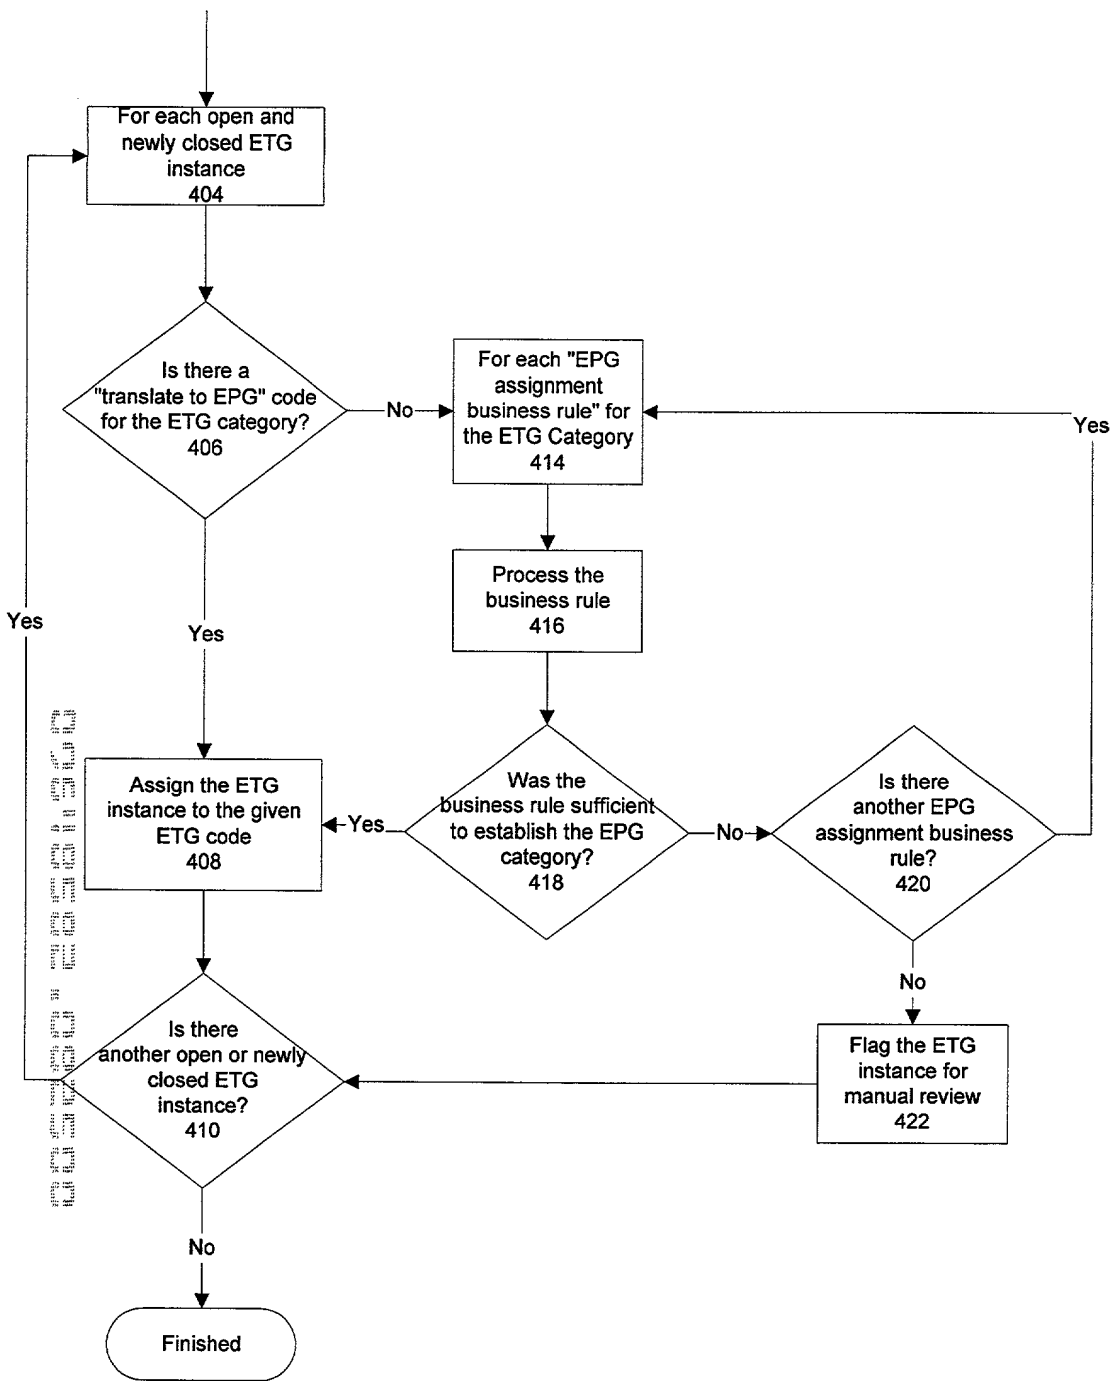 For each open and
newly closed ETG
instance
404
Is there a
"translate to EPG" code
for the ETG category?
406
No
For each "EPG
assignment
business rule" for
the ETG Category
414
Yes
Process the
business rule
416
Yes
Yes
Assign the ETG
instance to the given
ETG code
408
Yes
Was the
business rule sufficient
to establish the EPG
category?
418
No
Is there
another EPG
assignment business
rule?
420
No
Flag the ETG
instance for
manual review
422
Is there
another open or newly
closed ETG
instance?
410
No
Finished